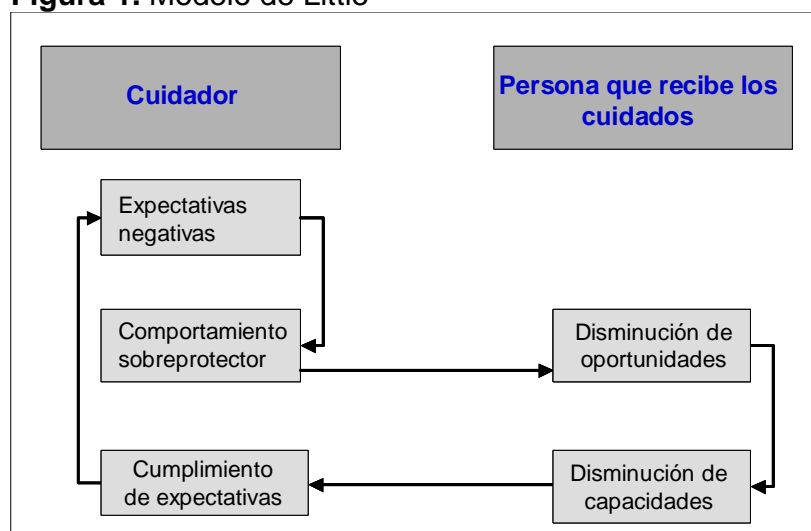 Figura 1. Modelo de Little
Cuidador
Persona que recibe los
cuidados
Expectativas
negativas
Comportamiento
sobreprotector
Disminución de
oportunidades
Cumplimiento
de expectativas
Disminución de
capacidades